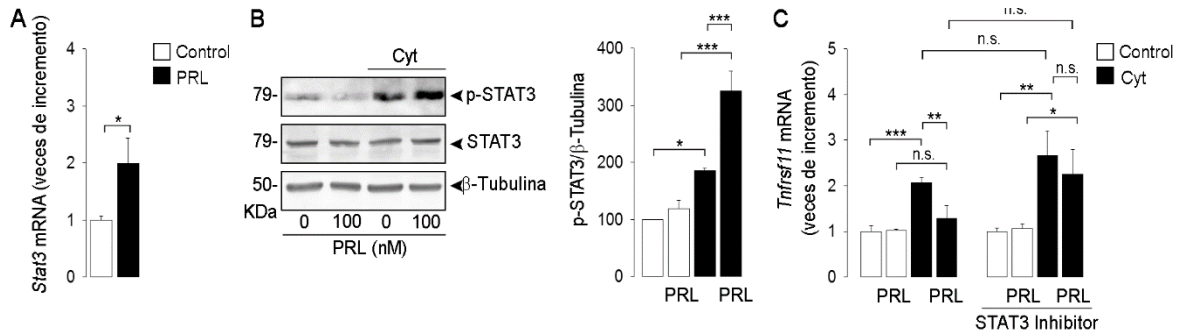 A
Stat3 mRNA (veces de incremento)
4
3
2
1
0
*
Control
PRL
B
Cyt
79-
p-STAT3
79-
STAT3
50-
β-Tubulina
KDa
0 100 0 100
PRL (nM)
p-STAT3/β-Tubulina
400
300
200
100
0
*
***
***
PRL PRL
C
Tnfrsf11 mRNA
(veces de incremento)
5
4
3
2
1
0
n.s.
n.s.
n.s.
** 
*
***
**
n.s.
Control
Cyt
PRL PRL PRL PRL
STAT3 Inhibitor